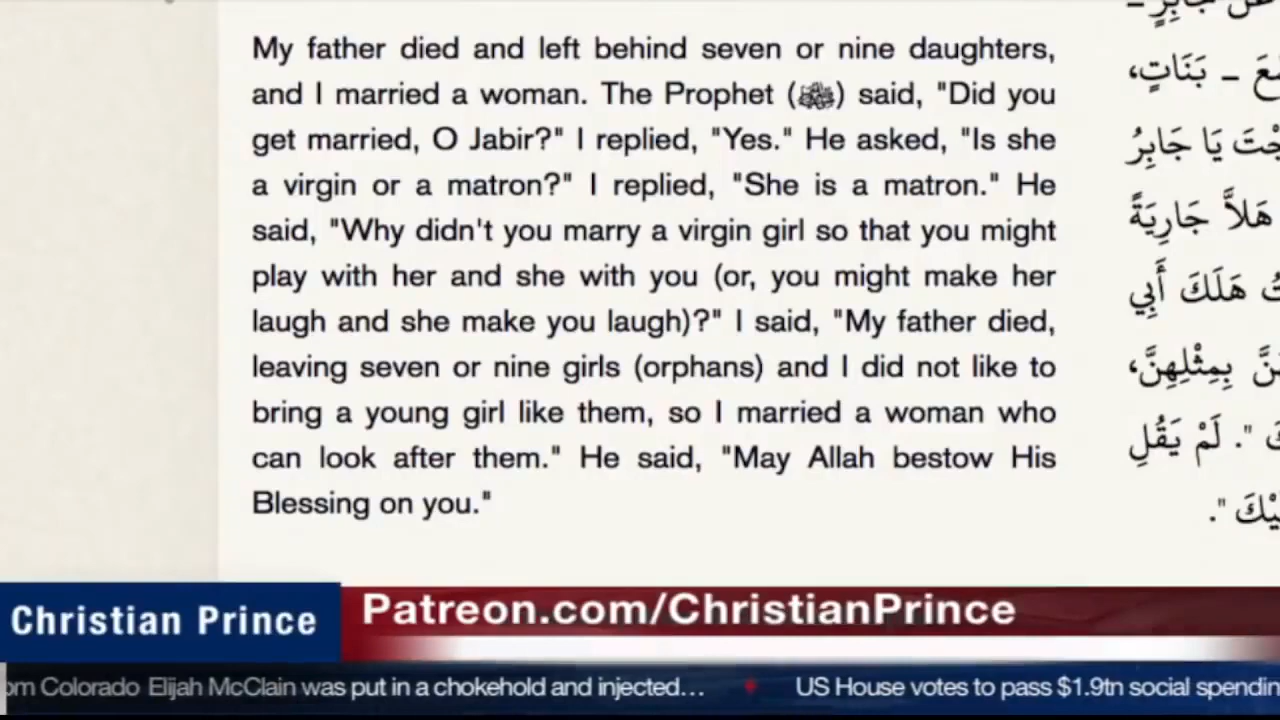 My father died and left behind seven or nine daughters,
and I married a woman. The Prophet (ﷺ) said, "Did you
get married, O Jabir?" I replied, "Yes." He asked, "Is she
a virgin or a matron?" I replied, "She is a matron." He
said, "Why didn't you marry a virgin girl so that you might
play with her and she with you (or, you might make her
laugh and she make you laugh)?" I said, "My father died,
leaving seven or nine girls (orphans) and I did not like to
bring a young girl like them, so I married a woman who
can look after them." He said, "May Allah bestow His
Blessing on you."
جَابِرٍ ـ
ـ بَنَاتٍ،
يَا جَابِرُ
هَلاَّ جَارِيَةً
هَلَكَ أَبِي
بِمِثْلِهِنَّ،
". لَمْ يَقُلِ
".
Christian Prince
Patreon.com/ChristianPrince
Colorado Elijah McClain was put in a chokehold and injected... US House votes to pass $1.9tn social